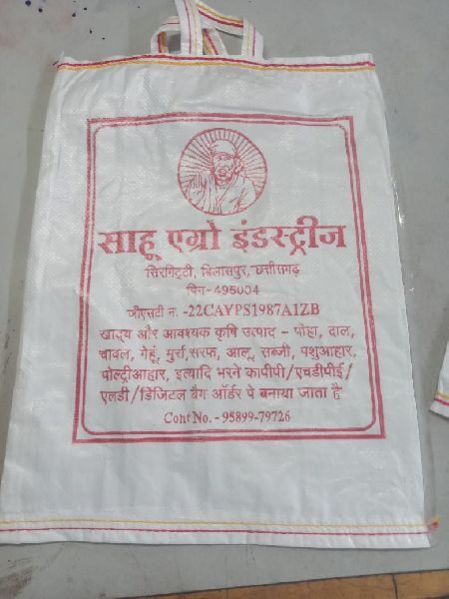 साहू एग्रो इंडस्ट्रीज
सिरगिट्टी, बिलासपुर, छत्तीसगढ़
पिन-495004
जीएसटी न. -22CAYPS1987A1ZB
खाद्य और आवश्यक कृषि उत्पाद - पोहा, दाल,
चावल, गेहूं, मुर्रा,सरफ, आलू, सब्जी, पशुआहार,
पोल्ट्रीआहार, इत्यादि भरने कापीपी/एचडीपीई/
एलडी/डिजिटल बैग ऑर्डर पे बनाया जाता है
Cont No. - 95899-79726